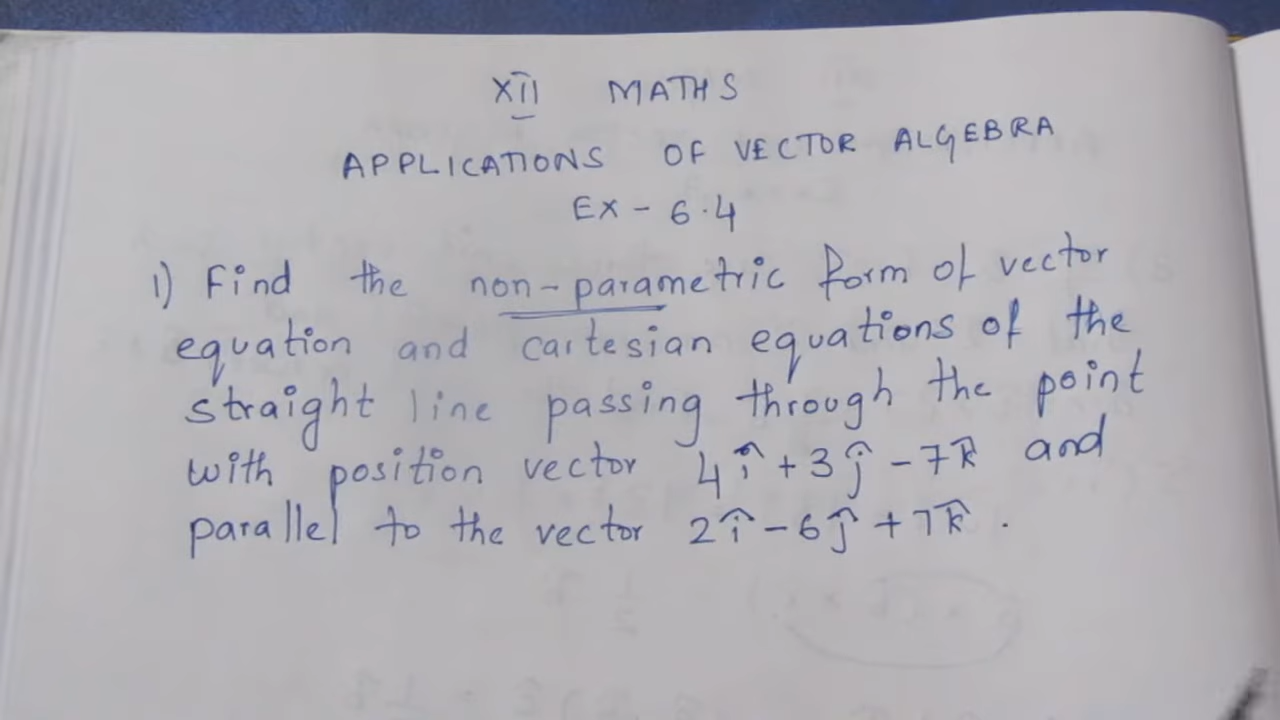 XII MATHS
APPLICATIONS OF VECTOR ALGEBRA
EX - 6.4
1) Find the non-parametric form of vector
equation and cartesian equations of the
straight line passing through the point
with position vector 4î + 3ĵ - 7k̂ and
parallel to the vector 2î - 6ĵ + 7k̂ .